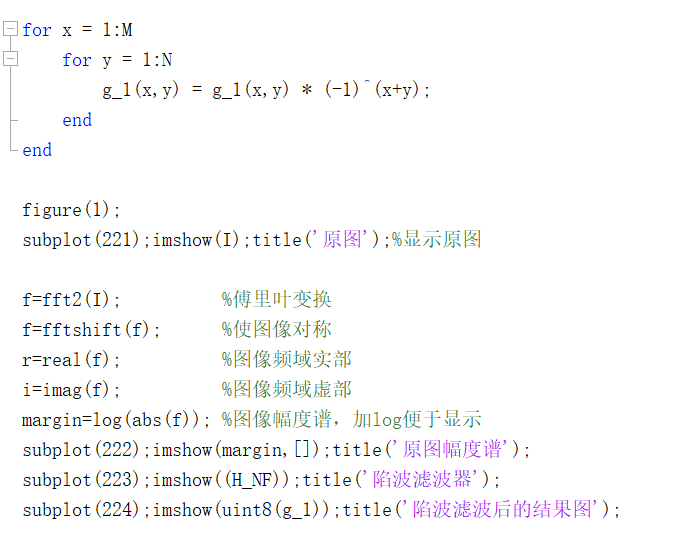 for x = 1:M
    for y = 1:N
        g_1(x,y) = g_1(x,y) * (-1)^(x+y);
    end
end
figure(1);
subplot(221);imshow(I);title('原图');%显示原图
f=fft2(I);          %傅里叶变换
f=fftshift(f);      %使图像对称
r=real(f);          %图像频域实部
i=imag(f);          %图像频域虚部
margin=log(abs(f)); %图像幅度谱，加log便于显示
subplot(222);imshow(margin,[]);title('原图幅度谱');
subplot(223);imshow((H_NF));title('陷波滤波器');
subplot(224);imshow(uint8(g_1));title('陷波滤波后的结果图');